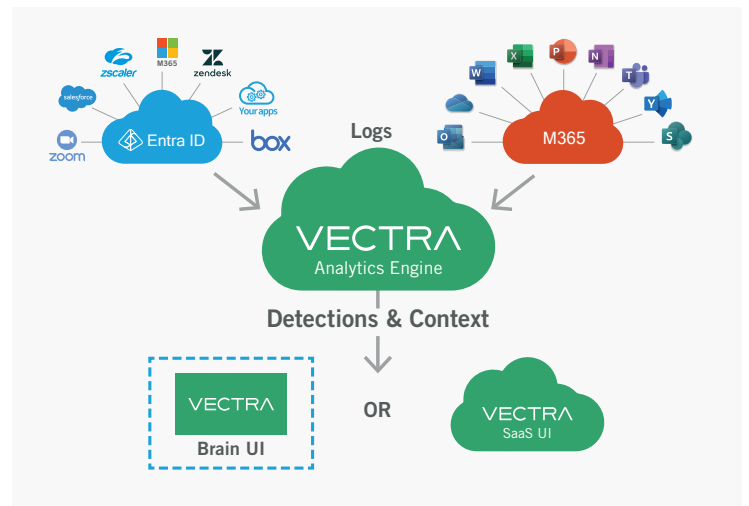 zscaler
M365
zendesk
salesforce
Your apps
zoom
Entra ID
box
W
X
P
N
T
Y
O
S
M365
Logs
VECTRA
Analytics Engine
Detections & Context
VECTRA
Brain UI
OR
VECTRA
SaaS UI